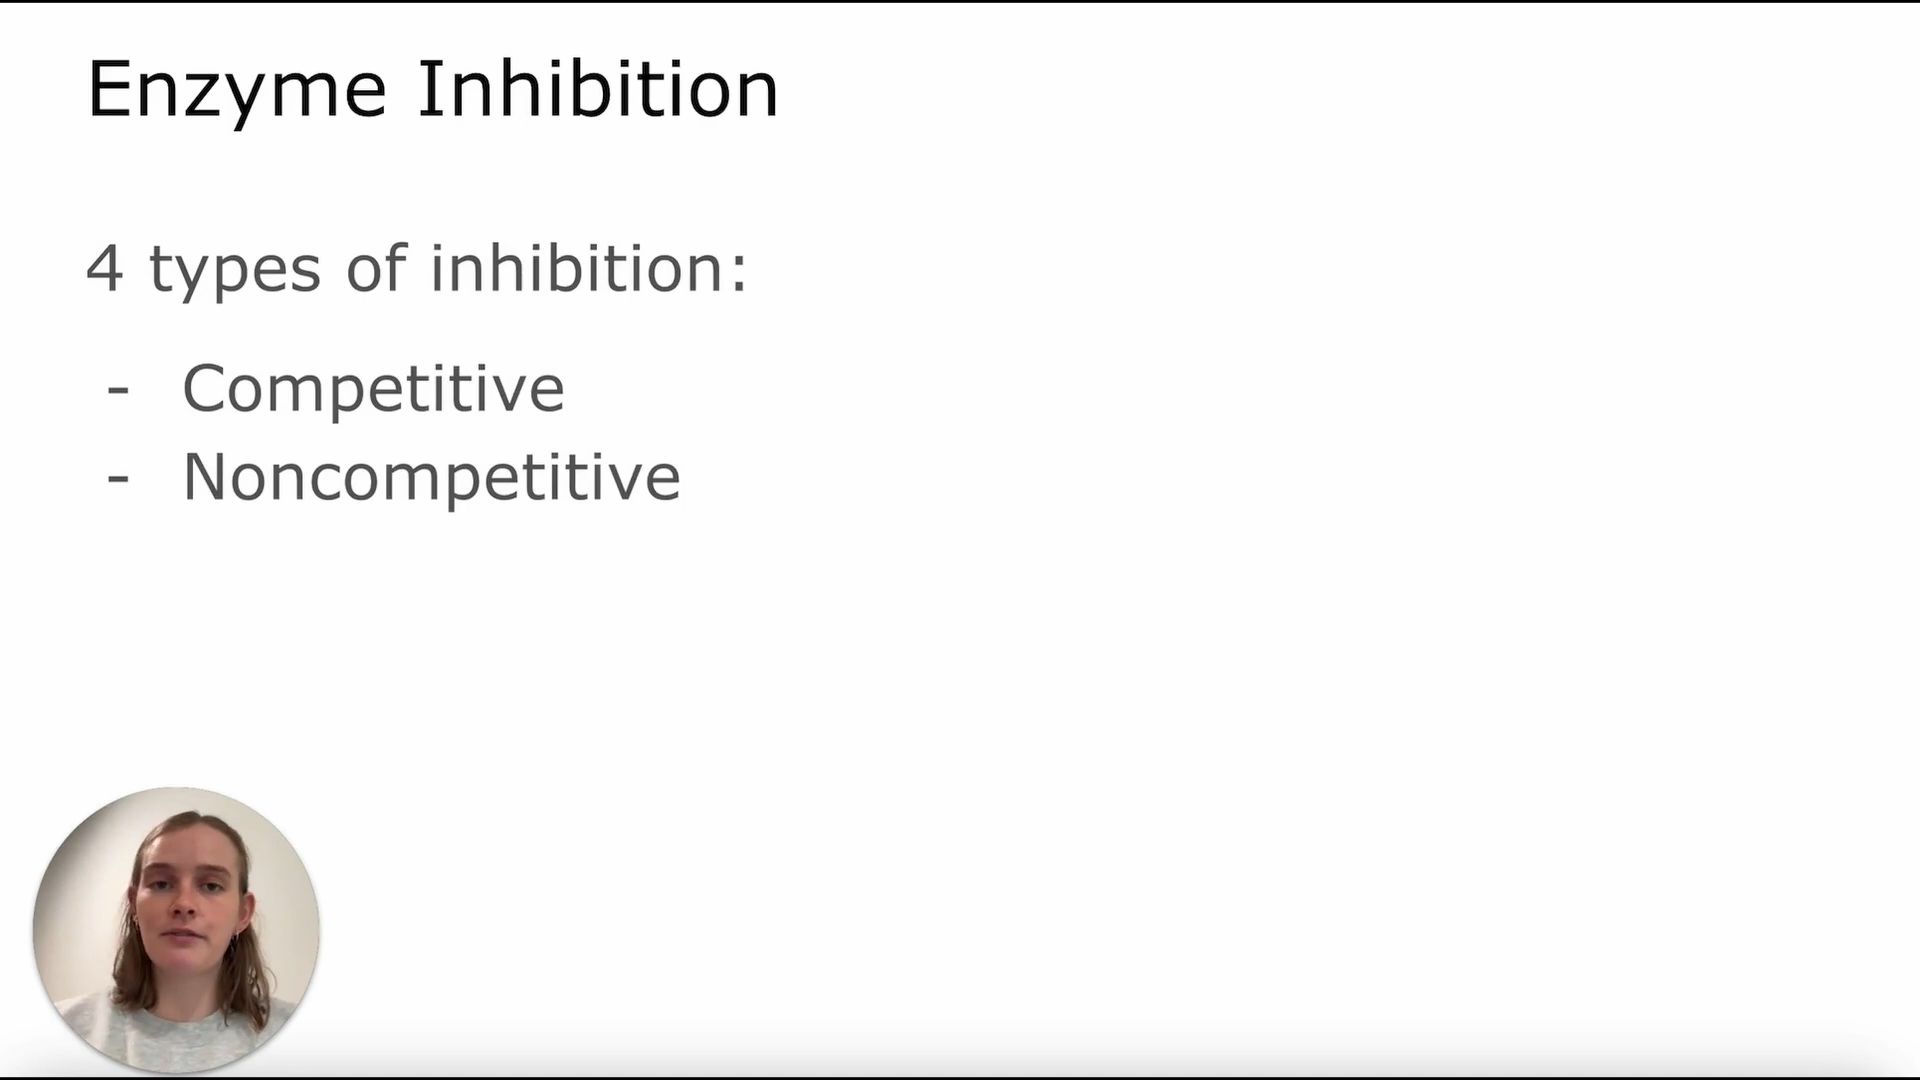 Enzyme Inhibition
4 types of inhibition:
- Competitive
- Noncompetitive